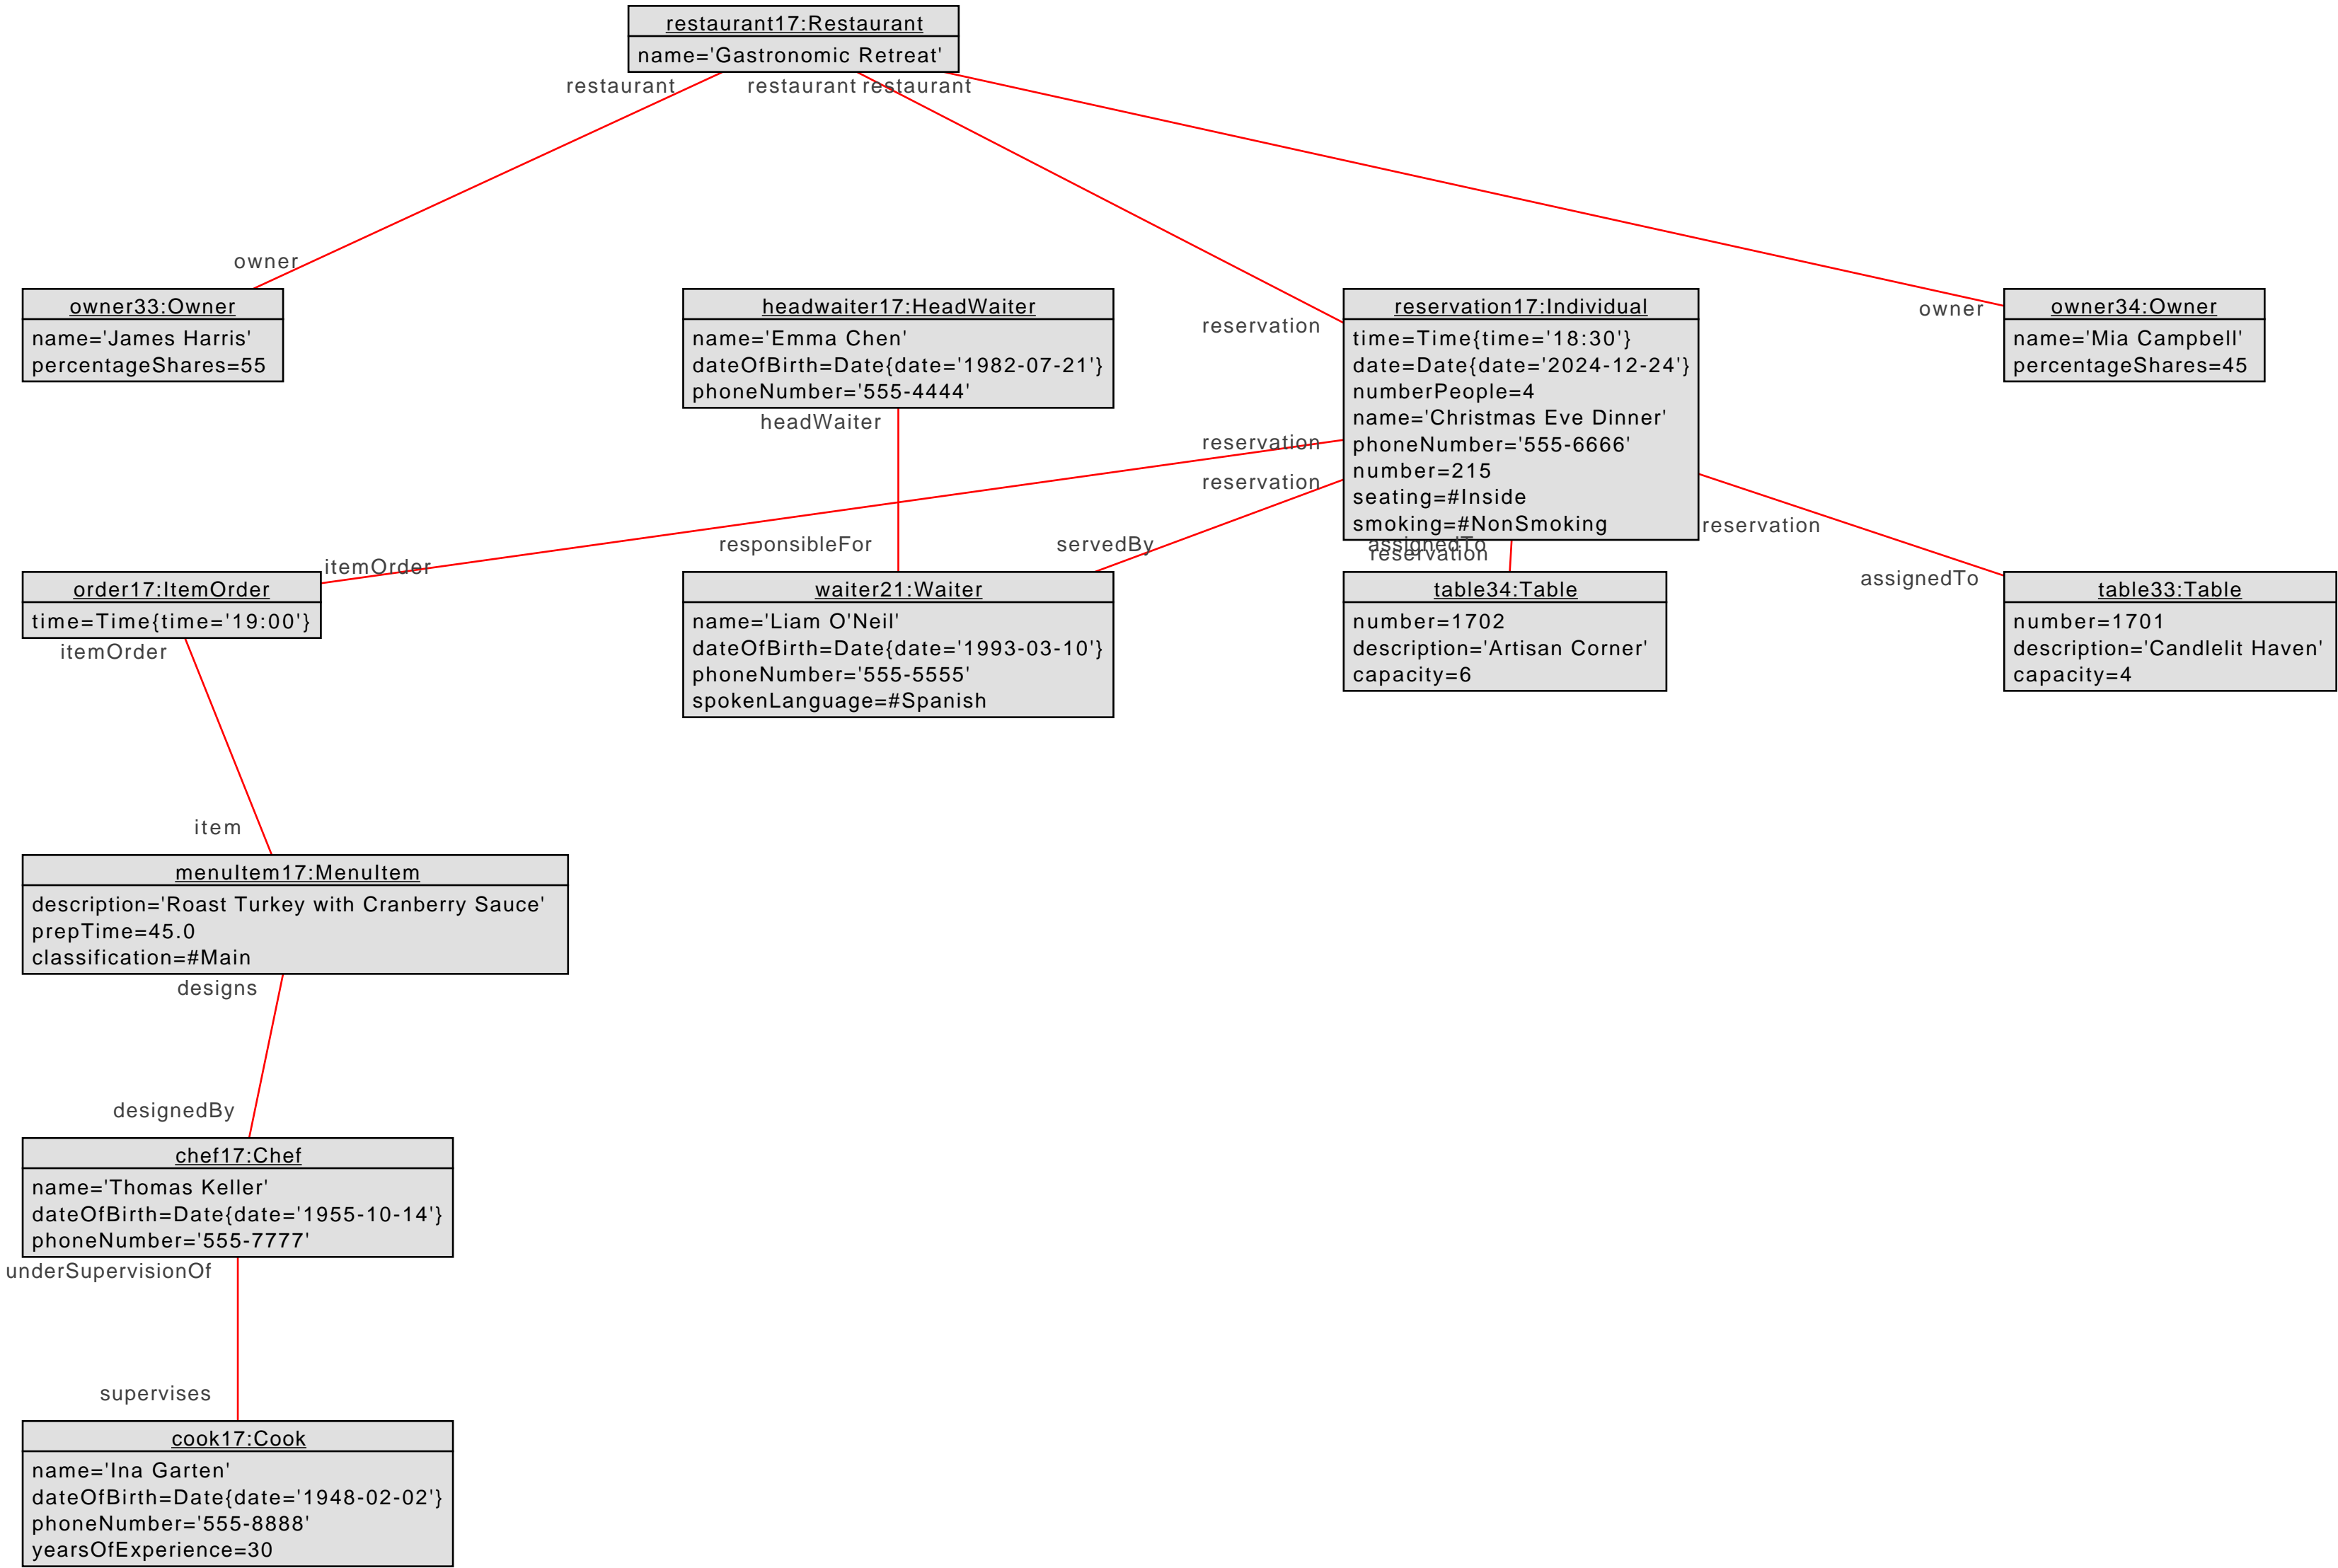 restaurant17:Restaurant
name='Gastronomic Retreat'
restaurant
restaurant
restaurant
owner
reservation
owner
owner33:Owner
name='James Harris'
percentageShares=55
headwaiter17:HeadWaiter
name='Emma Chen'
dateOfBirth=Date{date='1982-07-21'}
phoneNumber='555-4444'
headWaiter
reservation17:Individual
time=Time{time='18:30'}
date=Date{date='2024-12-24'}
numberPeople=4
name='Christmas Eve Dinner'
phoneNumber='555-6666'
number=215
seating=#Inside
smoking=#NonSmoking
owner34:Owner
name='Mia Campbell'
percentageShares=45
reservation
reservation
reservation
responsibleFor
servedBy
assignedTo
reservation
itemOrder
assignedTo
order17:ItemOrder
time=Time{time='19:00'}
itemOrder
waiter21:Waiter
name='Liam O'Neil'
dateOfBirth=Date{date='1993-03-10'}
phoneNumber='555-5555'
spokenLanguage=#Spanish
table34:Table
number=1702
description='Artisan Corner'
capacity=6
table33:Table
number=1701
description='Candlelit Haven'
capacity=4
item
menuItem17:MenuItem
description='Roast Turkey with Cranberry Sauce'
prepTime=45.0
classification=#Main
designs
designedBy
chef17:Chef
name='Thomas Keller'
dateOfBirth=Date{date='1955-10-14'}
phoneNumber='555-7777'
underSupervisionOf
supervises
cook17:Cook
name='Ina Garten'
dateOfBirth=Date{date='1948-02-02'}
phoneNumber='555-8888'
yearsOfExperience=30